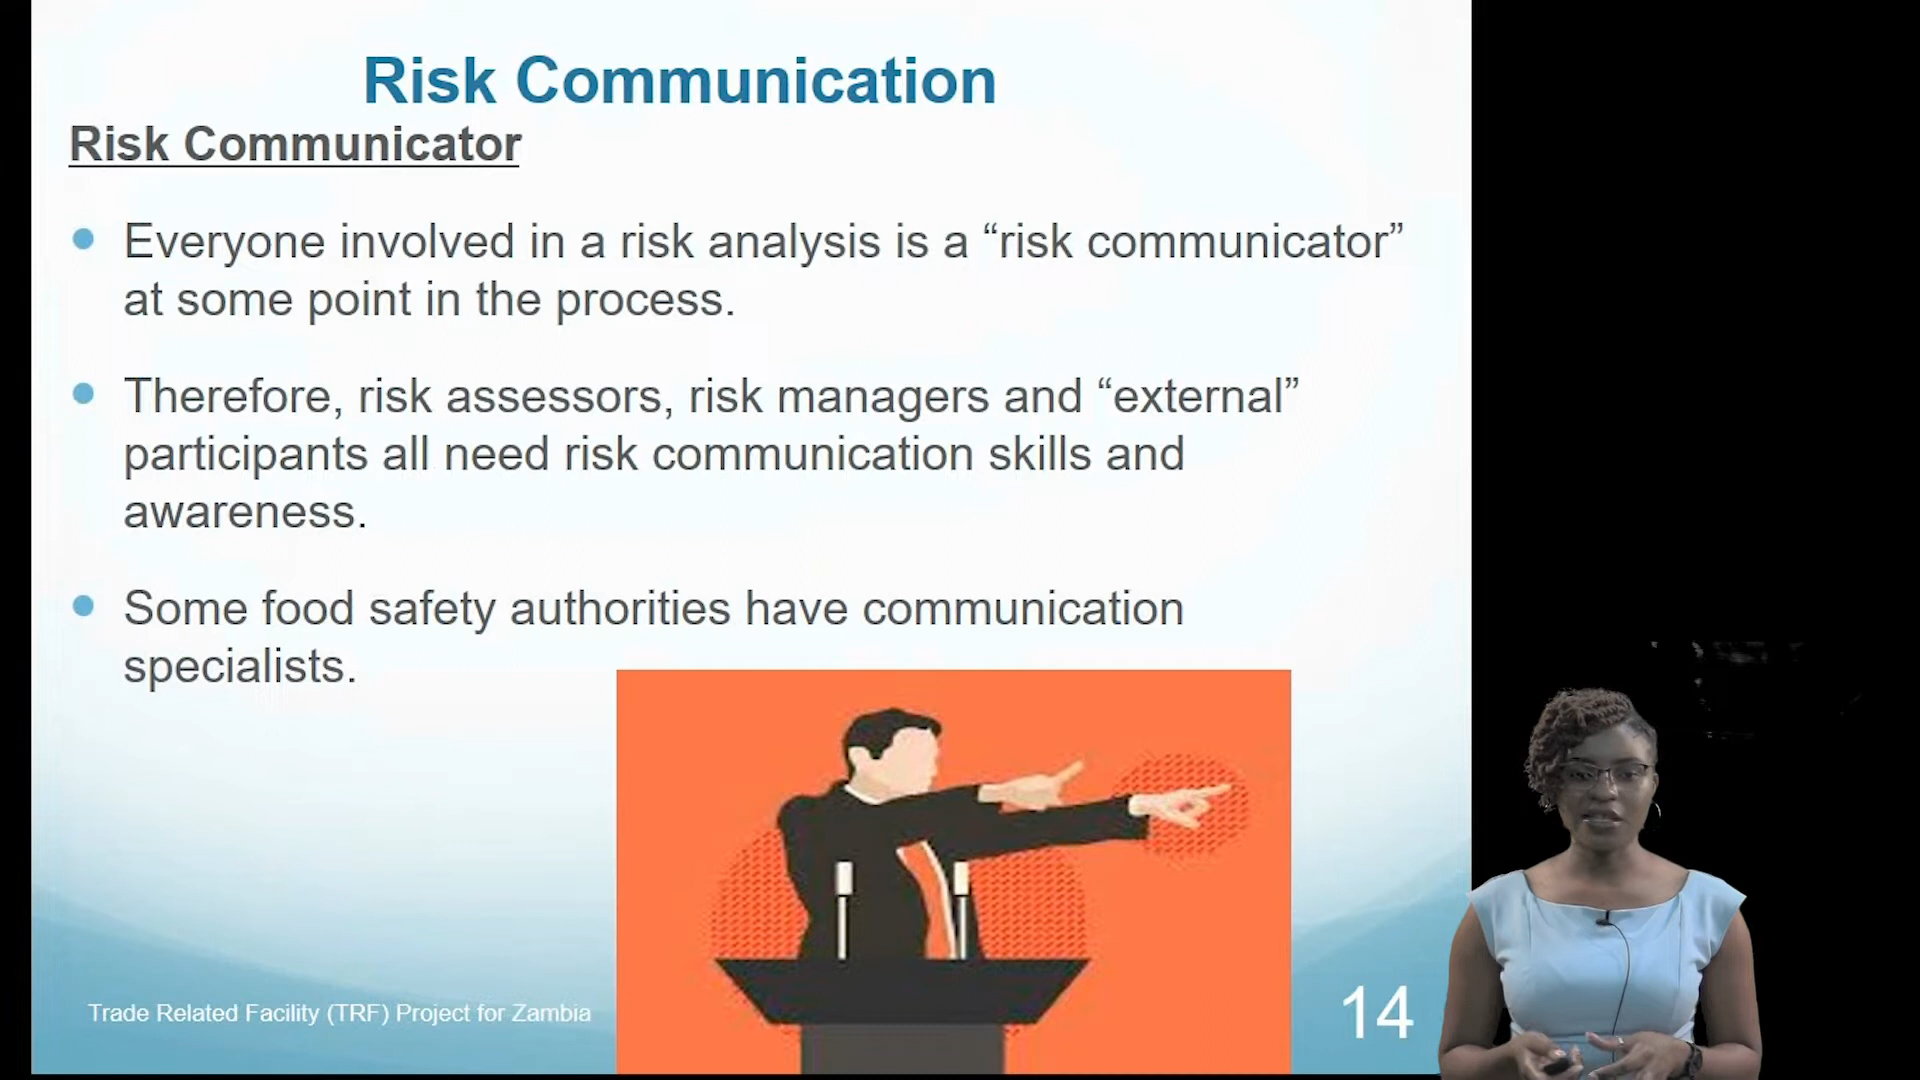 Risk Communication
Risk Communicator
Everyone involved in a risk analysis is a “risk communicator”
at some point in the process.
Therefore, risk assessors, risk managers and “external”
participants all need risk communication skills and
awareness.
Some food safety authorities have communication
specialists.
Trade Related Facility (TRF) Project for Zambia
14